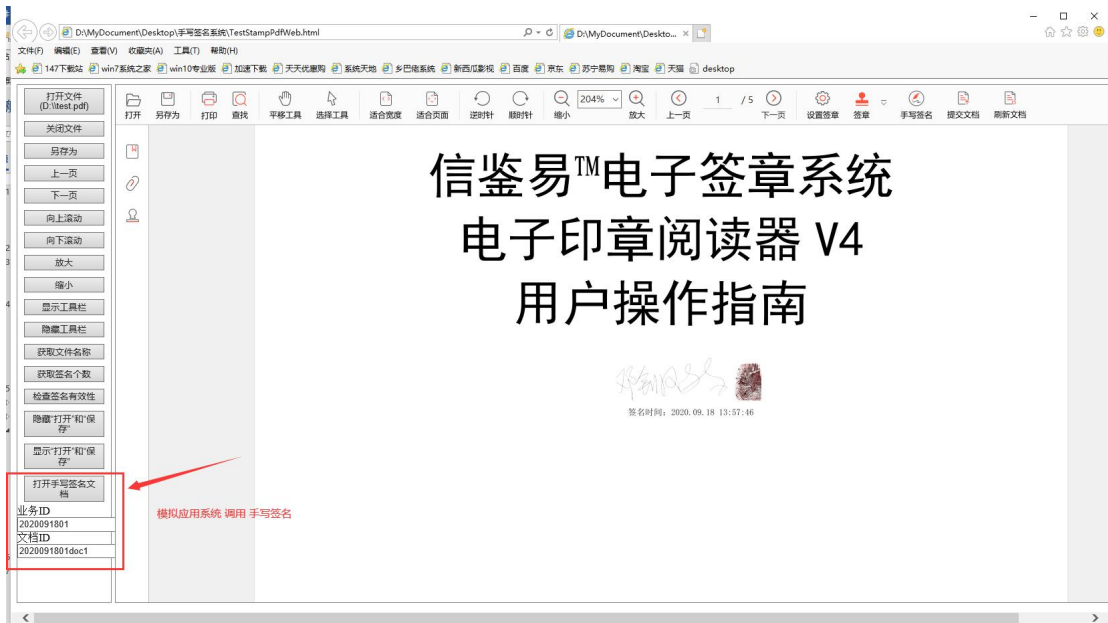 D:\MyDocument\Desktop\手写签名系统\TestStampPdfWeb.html
D:\MyDocument\Deskto...
文件(F) 编辑(E) 查看(V) 收藏夹(A) 工具(T) 帮助(H)
147下载站 win7系统之家 win10专业版 加速下载 天天优惠购 系统天地 乡巴佬系统 新西瓜影视 百度 京东 苏宁易购 淘宝 天猫 desktop
打开文件
(D:\\test.pdf)
关闭文件
另存为
上一页
下一页
向上滚动
向下滚动
放大
缩小
显示工具栏
隐藏工具栏
获取文件名称
获取签名个数
检查签名有效性
隐藏“打开”和“保
存”
显示“打开”和“保
存”
打开手写签名文
档
业务ID
2020091801
文档ID
2020091801doc1
204% 1 / 5
打开 另存为 打印 查找 平移工具 选择工具 适合宽度 适合页面 逆时针 顺时针 缩小 放大 上一页 下一页 设置签章 签章 手写签名 提交文档 刷新文档
信鉴易™电子签章系统
电子印章阅读器 V4
用户操作指南
签名时间：2020.09.18 13:57:46
模拟应用系统 调用 手写签名